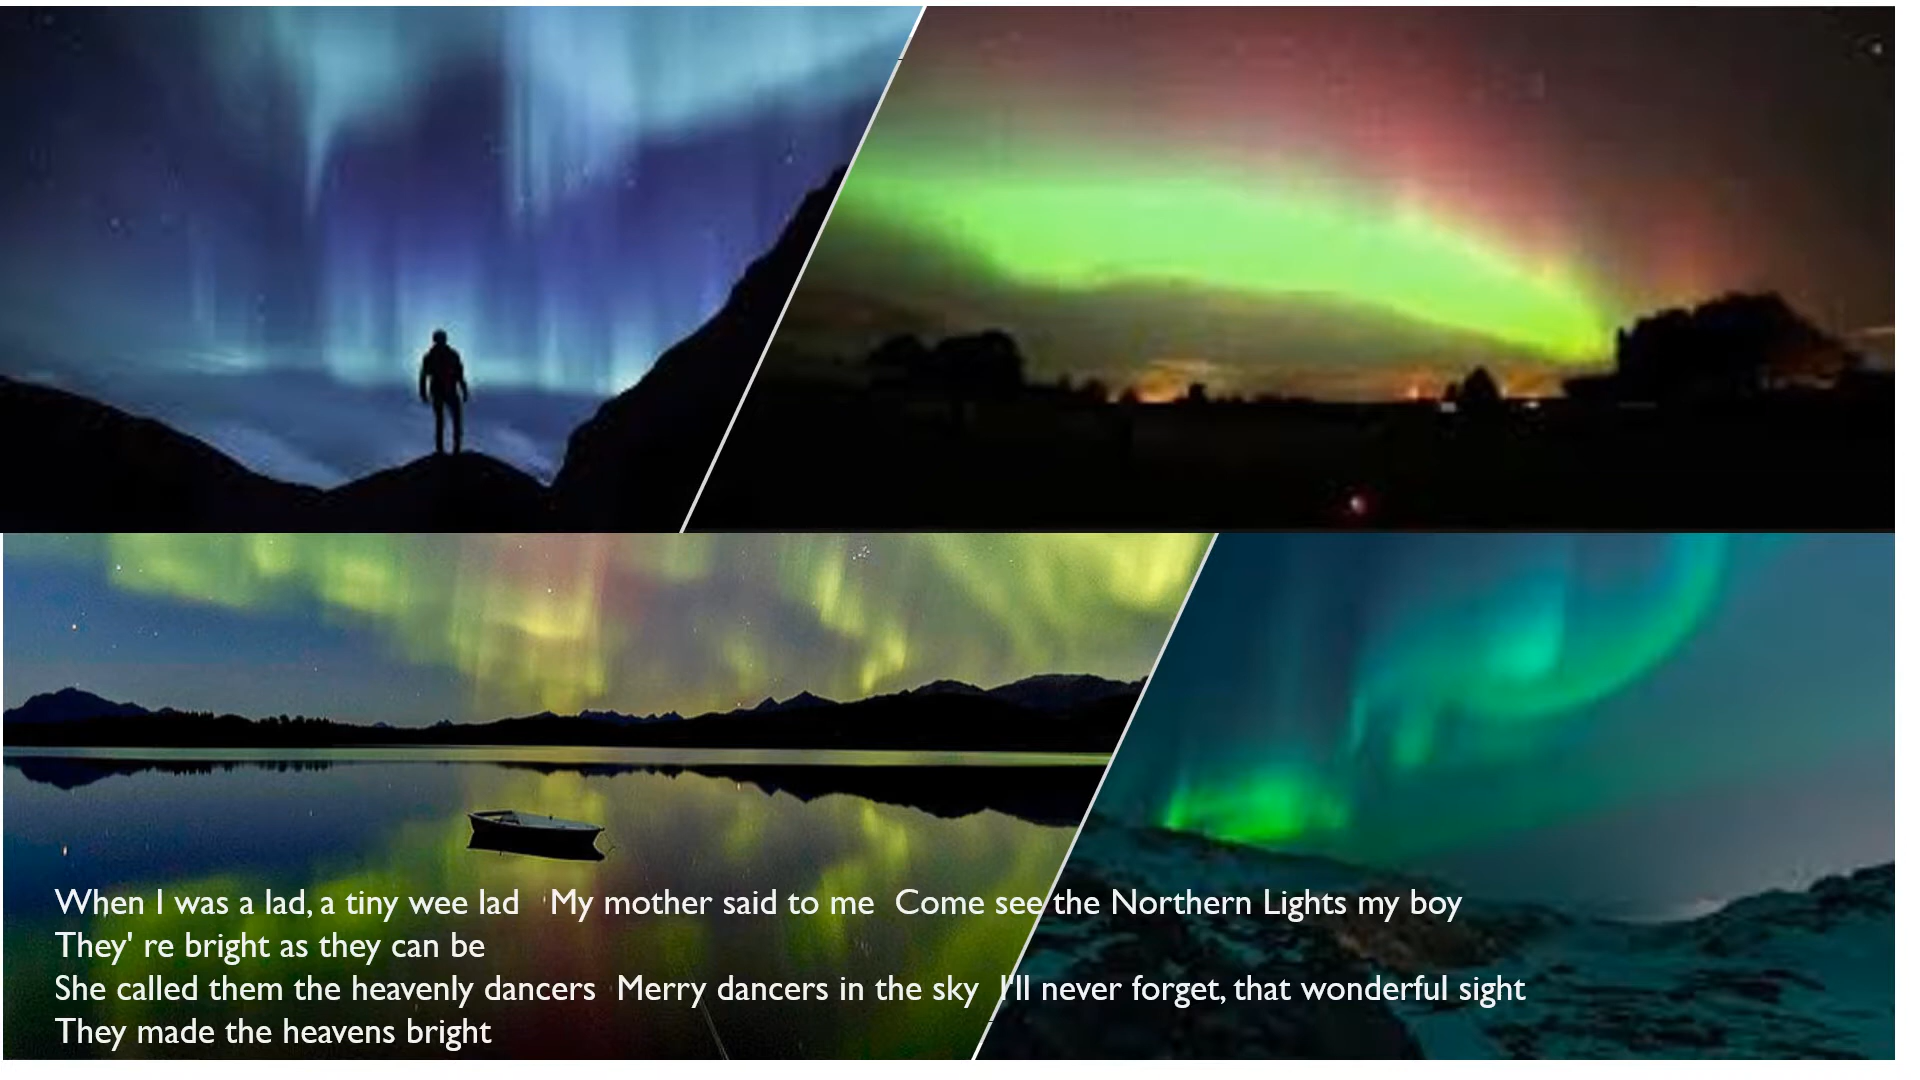 When I was a lad, a tiny wee lad   My mother said to me  Come see the Northern Lights my boy
They' re bright as they can be
She called them the heavenly dancers  Merry dancers in the sky  I'll never forget, that wonderful sight
They made the heavens bright